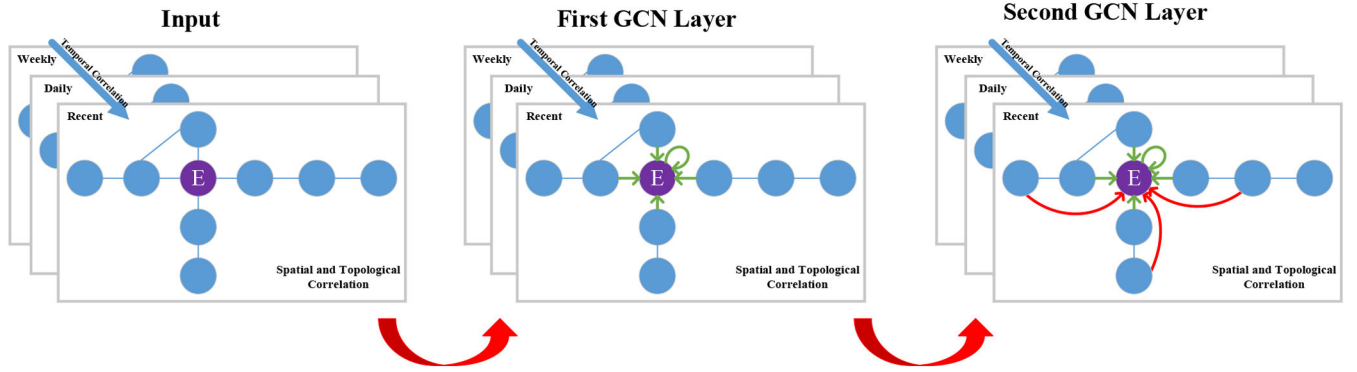 Input
First GCN Layer
Second GCN Layer
Weekly
Daily
Recent
Temporal Correlation
E
Spatial and Topological
Correlation
Weekly
Daily
Recent
Temporal Correlation
E
Spatial and Topological
Correlation
Weekly
Daily
Recent
Temporal Correlation
E
Spatial and Topological
Correlation